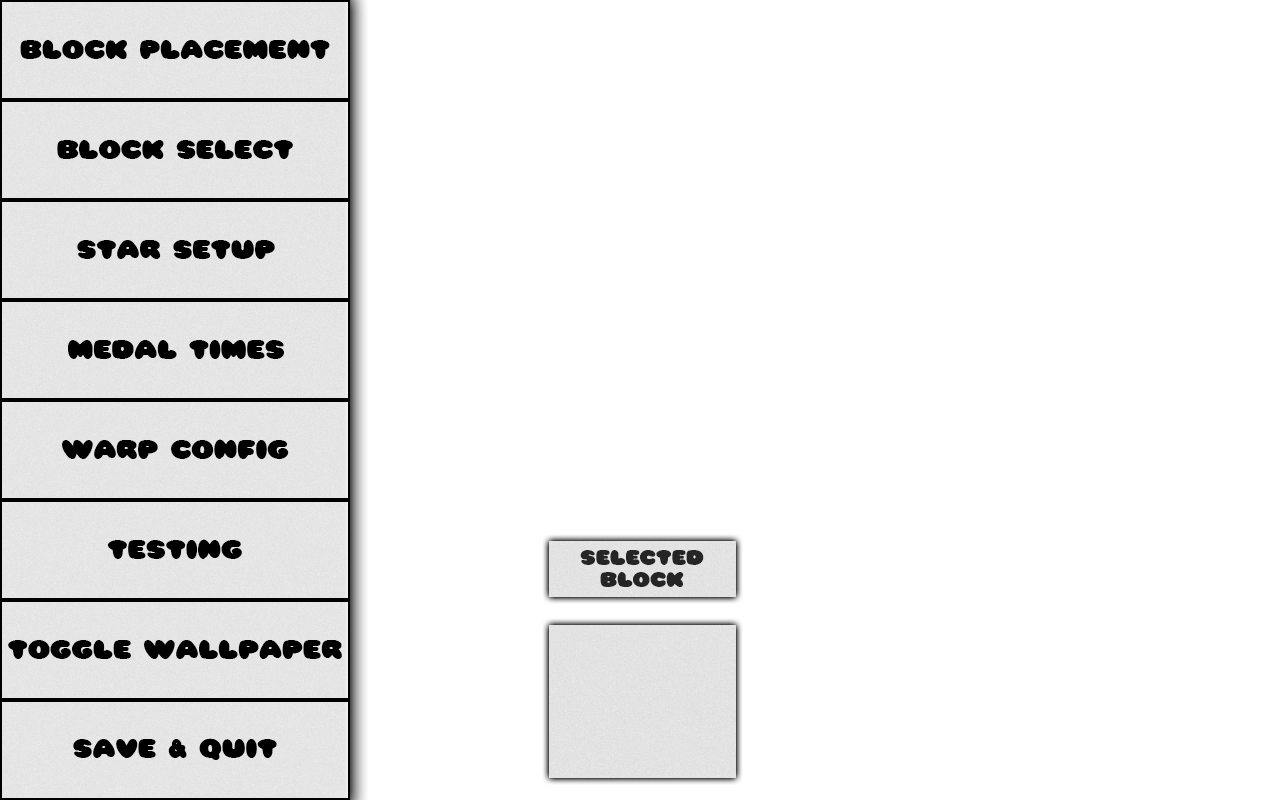 BLOCK PLACEMENT
BLOCK SELECT
STAR SETUP
MEDAL TIMES
WARP CONFIG
TESTING
TOGGLE WALLPAPER
SAVE & QUIT
SELECTED
BLOCK